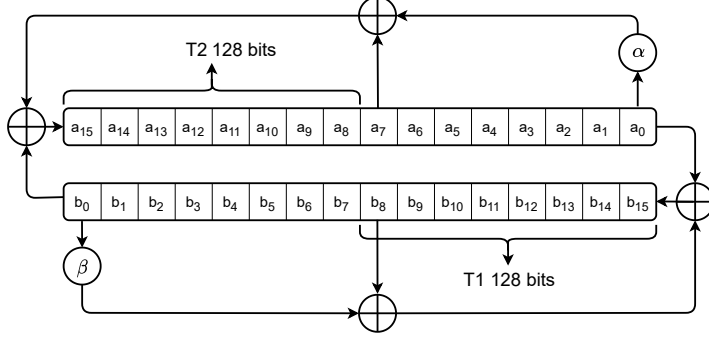 T2 128 bits
α
a15 a14 a13 a12 a11 a10 a9 a8 a7 a6 a5 a4 a3 a2 a1 a0
b0 b1 b2 b3 b4 b5 b6 b7 b8 b9 b10 b11 b12 b13 b14 b15
β
T1 128 bits